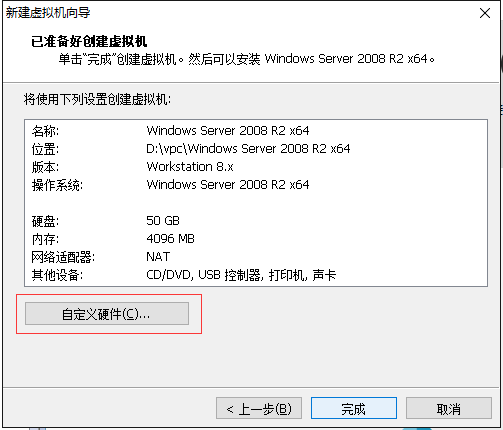 新建虚拟机向导
已准备好创建虚拟机
单击“完成”创建虚拟机。然后可以安装 Windows Server 2008 R2 x64。
将使用下列设置创建虚拟机:
名称: Windows Server 2008 R2 x64
位置: D:\vpc\Windows Server 2008 R2 x64
版本: Workstation 8.x
操作系统: Windows Server 2008 R2 x64
硬盘: 50 GB
内存: 4096 MB
网络适配器: NAT
其他设备: CD/DVD, USB 控制器, 打印机, 声卡
自定义硬件(C)...
< 上一步(B) 完成 取消